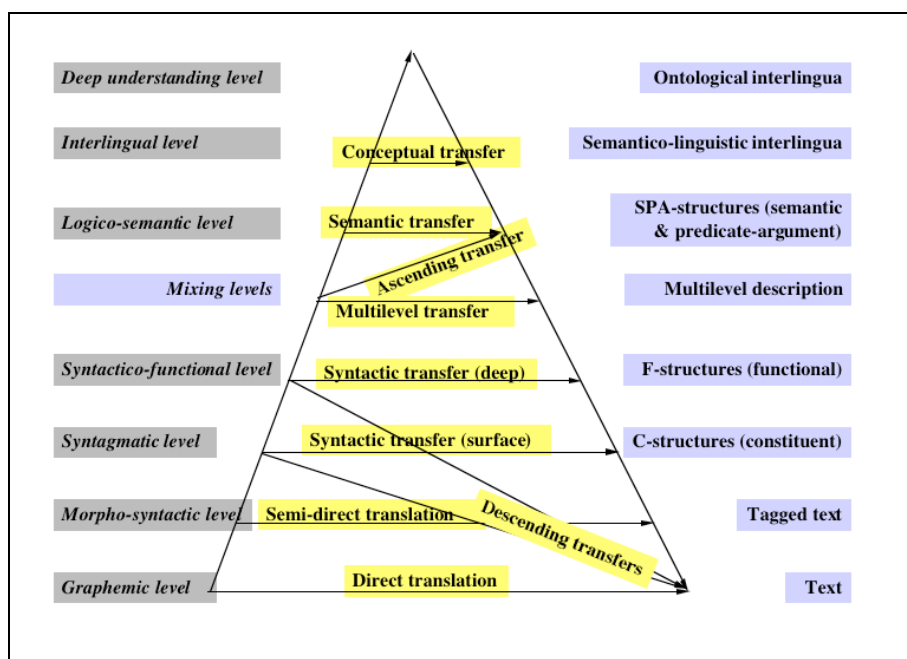 Deep understanding level
Ontological interlingua
Interlingual level
Conceptual transfer
Semantico-linguistic interlingua
Logico-semantic level
Semantic transfer
SPA-structures (semantic
& predicate-argument)
Ascending transfer
Mixing levels
Multilevel transfer
Multilevel description
Syntactico-functional level
Syntactic transfer (deep)
F-structures (functional)
Syntagmatic level
Syntactic transfer (surface)
C-structures (constituent)
Morpho-syntactic level
Semi-direct translation
Descending transfers
Tagged text
Graphemic level
Direct translation
Text